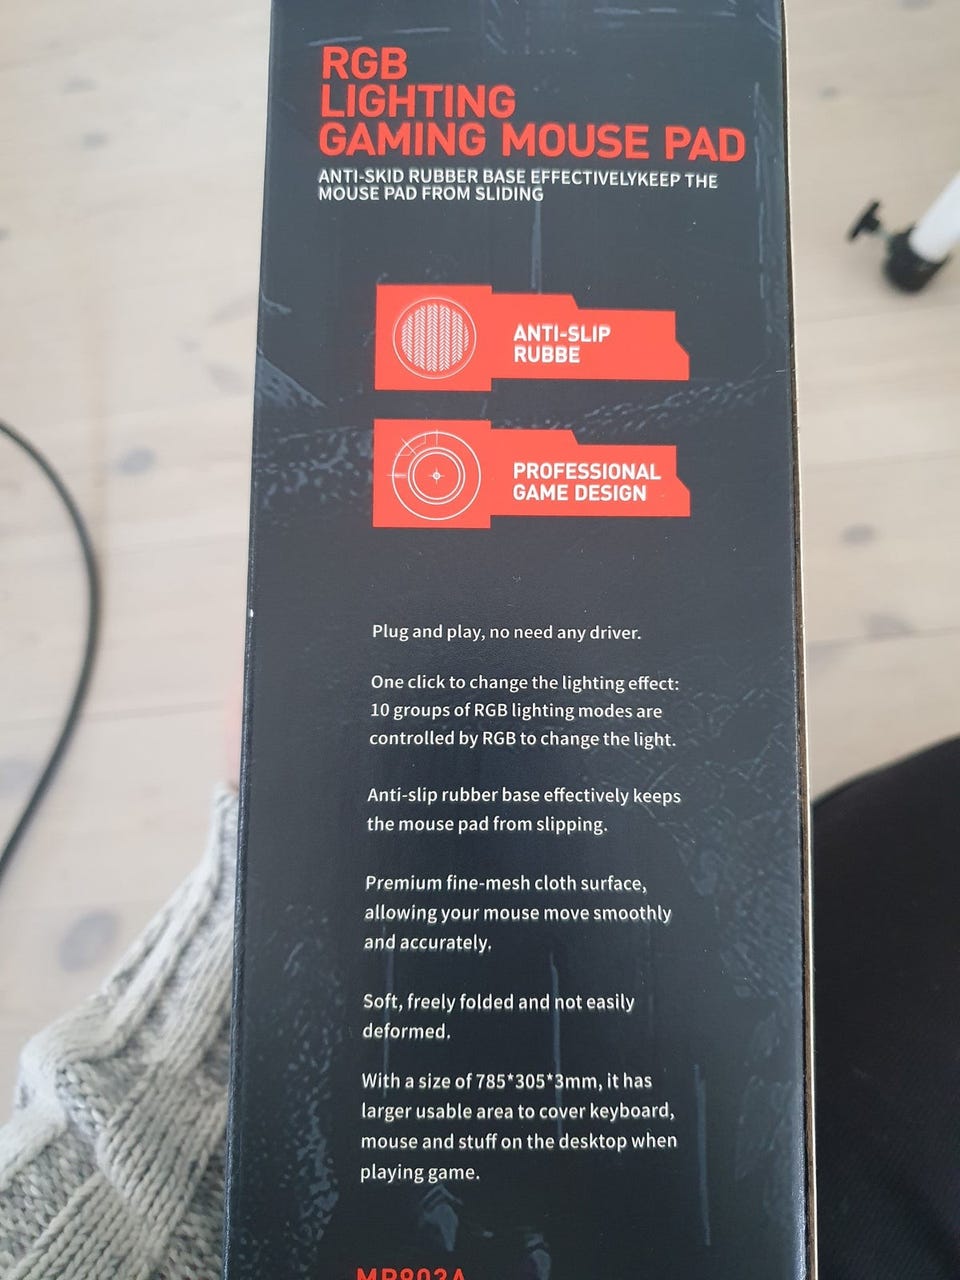 RGB
LIGHTING
GAMING MOUSE PAD
ANTI-SKID RUBBER BASE EFFECTIVELYKEEP THE
MOUSE PAD FROM SLIDING
ANTI-SLIP
RUBBE
PROFESSIONAL
GAME DESIGN
Plug and play, no need any driver.
One click to change the lighting effect:
10 groups of RGB lighting modes are
controlled by RGB to change the light.
Anti-slip rubber base effectively keeps
the mouse pad from slipping.
Premium fine-mesh cloth surface,
allowing your mouse move smoothly
and accurately.
Soft, freely folded and not easily
deformed.
With a size of 785*305*3mm, it has
larger usable area to cover keyboard,
mouse and stuff on the desktop when
playing game.